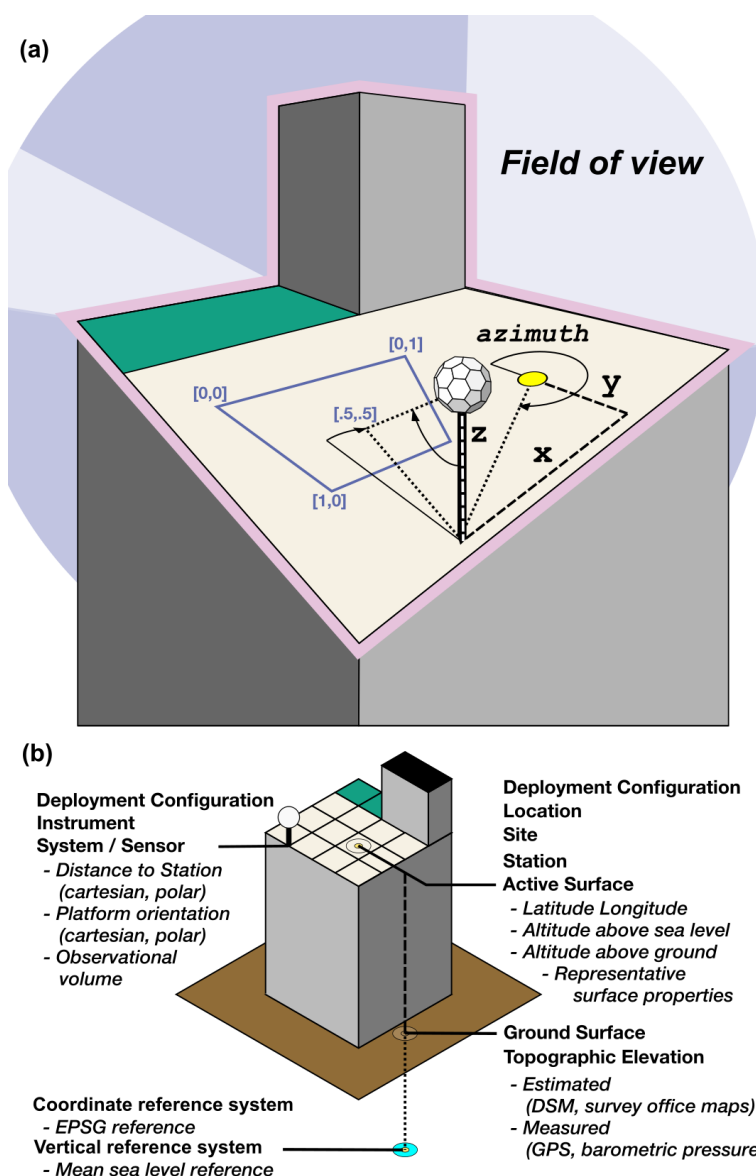 (a)
Field of view
azimuth
[0,1]
y
[0,0]
[.5,.5]
z
x
[1,0]
(b)
Deployment Configuration
Instrument
System / Sensor
- Distance to Station
(cartesian, polar)
- Platform orientation
(cartesian, polar)
- Observational
volume
Deployment Configuration
Location
Site
Station
Active Surface
- Latitude Longitude
- Altitude above sea level
- Altitude above ground
- Representative
surface properties
Ground Surface
Topographic Elevation
- Estimated
(DSM, survey office maps)
- Measured
(GPS, barometric pressure
Coordinate reference system
- EPSG reference
Vertical reference system
- Mean sea level reference